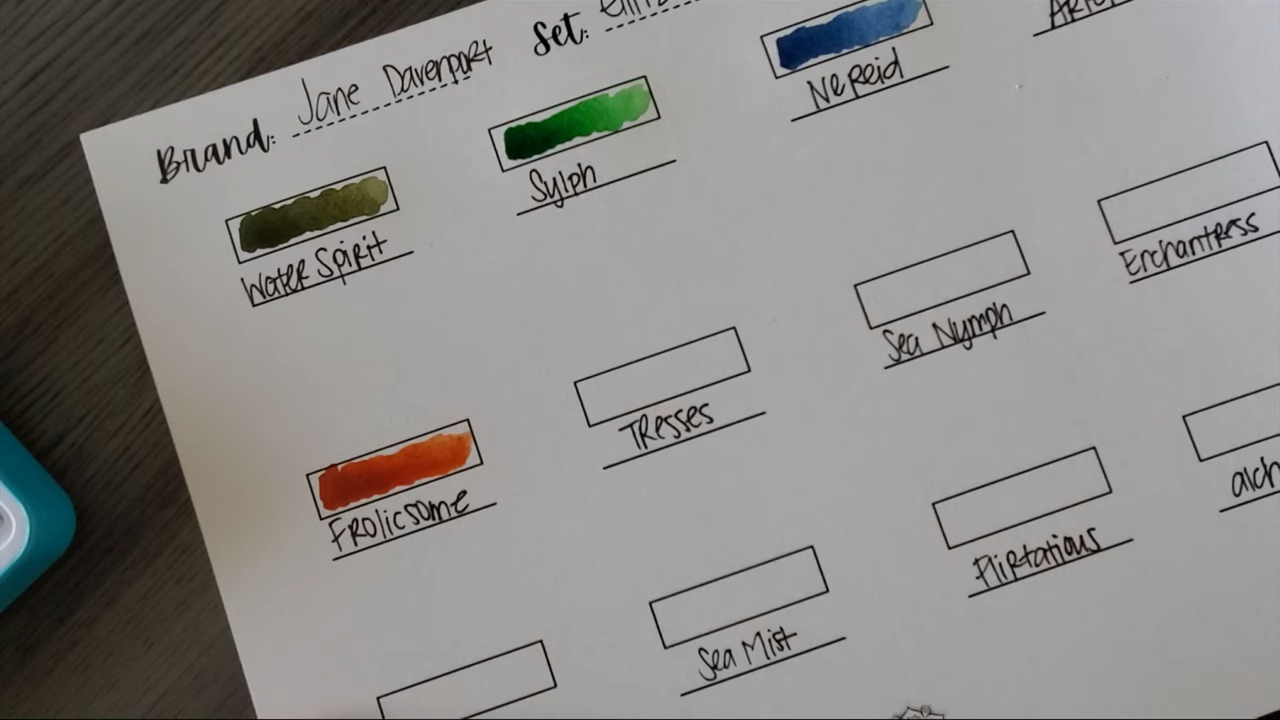 Brand: Jane Davenport Set:
Water Spirit
Sylph
Nereid
Frolicsome
Tresses
Sea Nymph
Enchantress
Sea Mist
Flirtatious